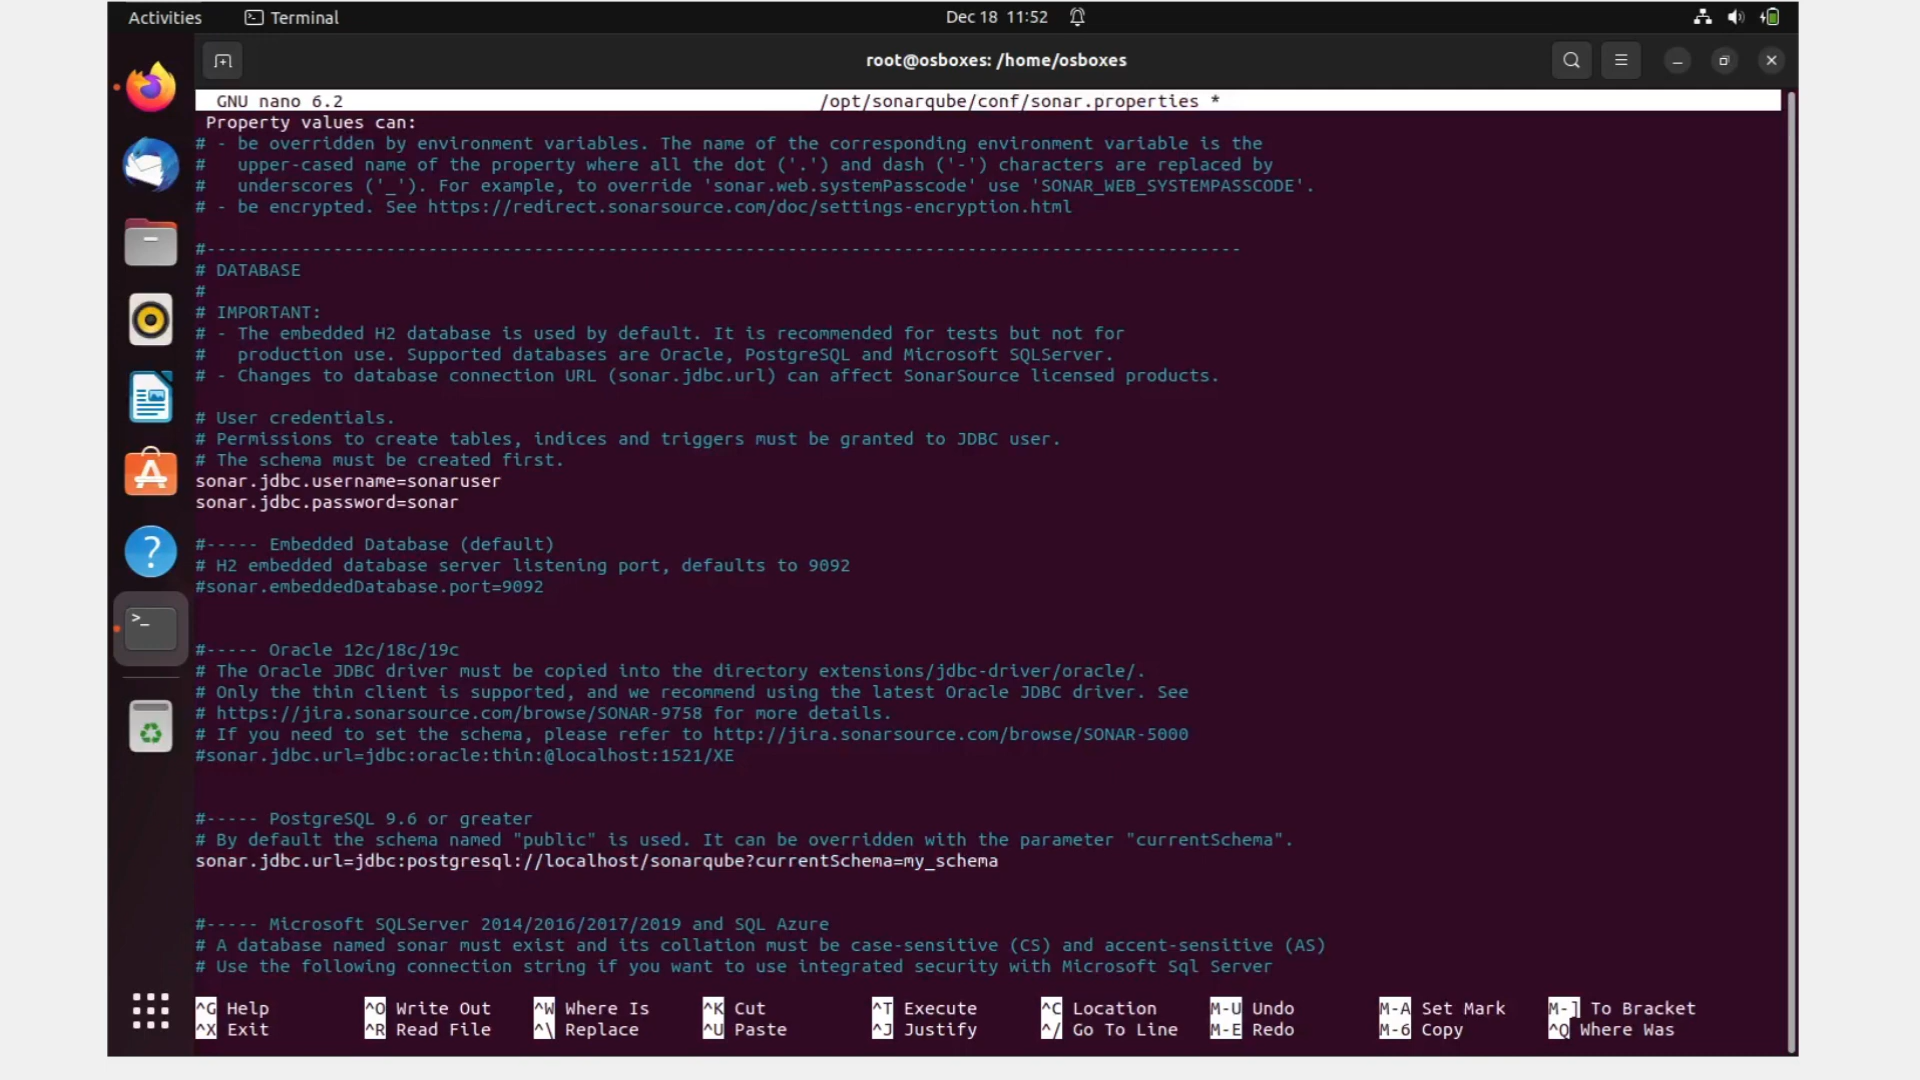 Activities Terminal Dec 18 11:52
root@osboxes: /home/osboxes
GNU nano 6.2 /opt/sonarqube/conf/sonar.properties *
Property values can:
# - be overridden by environment variables. The name of the corresponding environment variable is the
#   upper-cased name of the property where all the dot ('.') and dash ('-') characters are replaced by
#   underscores ('_'). For example, to override 'sonar.web.systemPasscode' use 'SONAR_WEB_SYSTEMPASSCODE'.
# - be encrypted. See https://redirect.sonarsource.com/doc/settings-encryption.html
#--------------------------------------------------------------------------------------------------
# DATABASE
#
# IMPORTANT:
# - The embedded H2 database is used by default. It is recommended for tests but not for
#   production use. Supported databases are Oracle, PostgreSQL and Microsoft SQLServer.
# - Changes to database connection URL (sonar.jdbc.url) can affect SonarSource licensed products.
# User credentials.
# Permissions to create tables, indices and triggers must be granted to JDBC user.
# The schema must be created first.
sonar.jdbc.username=sonaruser
sonar.jdbc.password=sonar
#----- Embedded Database (default)
# H2 embedded database server listening port, defaults to 9092
#sonar.embeddedDatabase.port=9092
#----- Oracle 12c/18c/19c
# The Oracle JDBC driver must be copied into the directory extensions/jdbc-driver/oracle/.
# Only the thin client is supported, and we recommend using the latest Oracle JDBC driver. See
# https://jira.sonarsource.com/browse/SONAR-9758 for more details.
# If you need to set the schema, please refer to http://jira.sonarsource.com/browse/SONAR-5000
#sonar.jdbc.url=jdbc:oracle:thin:@localhost:1521/XE
#----- PostgreSQL 9.6 or greater
# By default the schema named "public" is used. It can be overridden with the parameter "currentSchema".
sonar.jdbc.url=jdbc:postgresql://localhost/sonarqube?currentSchema=my_schema
#----- Microsoft SQLServer 2014/2016/2017/2019 and SQL Azure
# A database named sonar must exist and its collation must be case-sensitive (CS) and accent-sensitive (AS)
# Use the following connection string if you want to use integrated security with Microsoft Sql Server
^G Help ^O Write Out ^W Where Is ^K Cut ^T Execute ^C Location M-U Undo M-A Set Mark M-] To Bracket
^X Exit ^R Read File ^\ Replace ^U Paste ^J Justify ^/ Go To Line M-E Redo M-6 Copy ^Q Where Was